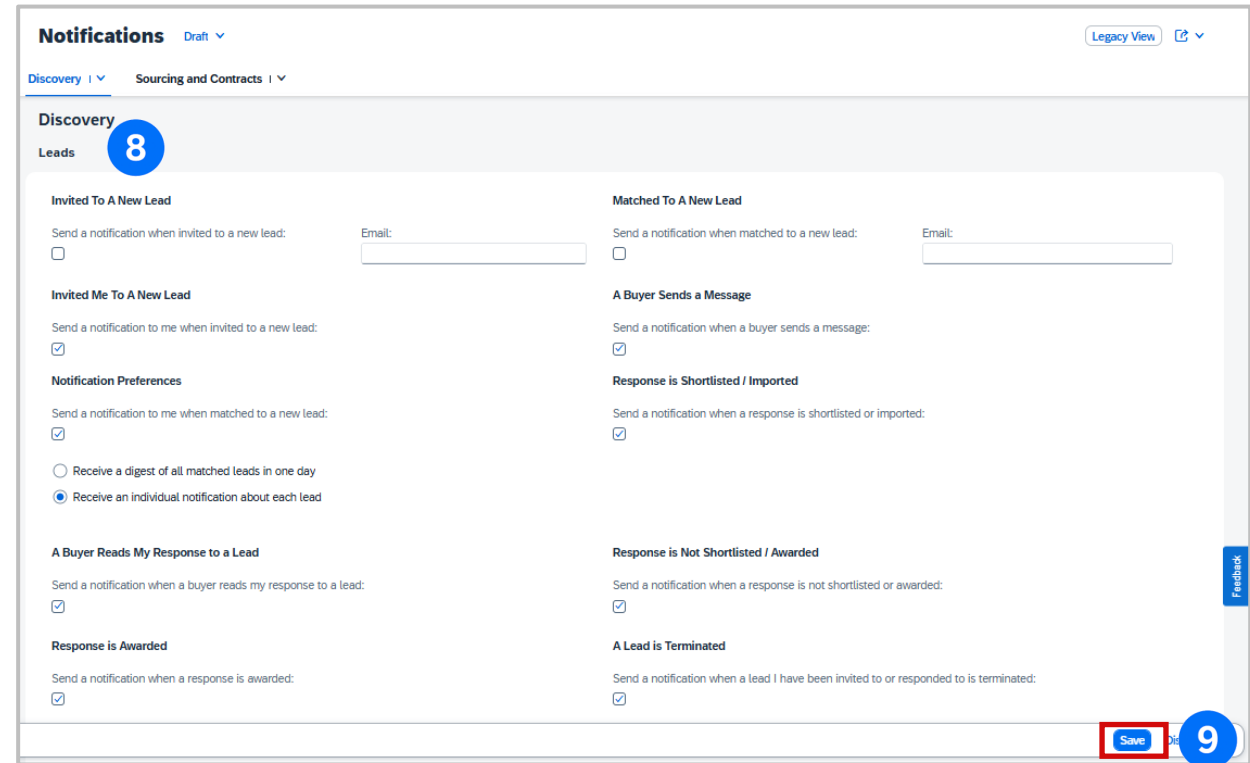 Notifications Draft Legacy View
Discovery Sourcing and Contracts
Discovery
8
Leads
Invited To A New Lead Matched To A New Lead
Send a notification when invited to a new lead: Email: Send a notification when matched to a new lead: Email:
Invited Me To A New Lead A Buyer Sends a Message
Send a notification to me when invited to a new lead: Send a notification when a buyer sends a message:
Notification Preferences Response is Shortlisted / Imported
Send a notification to me when matched to a new lead: Send a notification when a response is shortlisted or imported:
Receive a digest of all matched leads in one day
Receive an individual notification about each lead
A Buyer Reads My Response to a Lead Response is Not Shortlisted / Awarded
Feedback
Send a notification when a buyer reads my response to a lead: Send a notification when a response is not shortlisted or awarded:
Response is Awarded A Lead is Terminated
Send a notification when a response is awarded: Send a notification when a lead I have been invited to or responded to is terminated:
Save 9